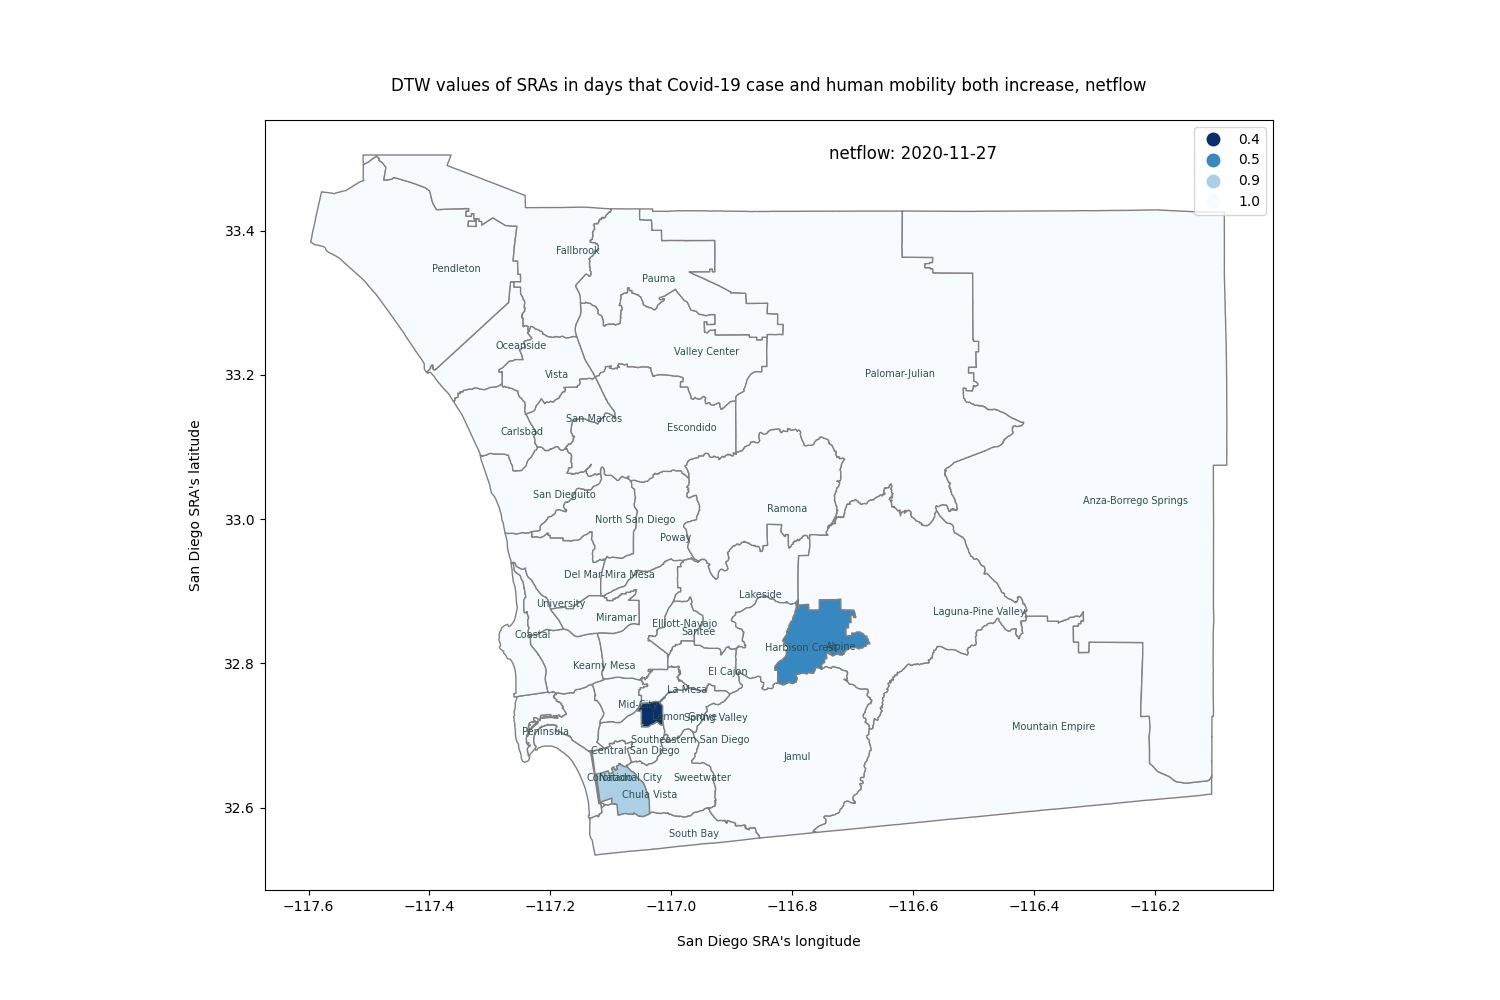 DTW values of SRAs in days that Covid-19 case and human mobility both increase, netflow
netflow: 2020-11-27
0.4
0.5
0.9
1.0
San Diego SRA's latitude
33.4
33.2
33.0
32.8
32.6
Fallbrook
Pendleton
Pauma
Oceanside
Valley Center
Vista
Palomar-Julian
San Marcos
Carlsbad
Escondido
San Dieguito
Anza-Borrego Springs
Ramona
North San Diego
Poway
Del Mar-Mira Mesa
Lakeside
University
Miramar
Laguna-Pine Valley
Elliott-Navajo
Santee
Coastal
Harbison Crest
Alpine
Kearny Mesa
El Cajon
La Mesa
Mid-City
Lemon Grove
Spring Valley
Mountain Empire
Peninsula
Southeastern San Diego
Central San Diego
Jamul
Coronado
National City
Sweetwater
Chula Vista
South Bay
−117.6
−117.4
−117.2
−117.0
−116.8
−116.6
−116.4
−116.2
San Diego SRA's longitude